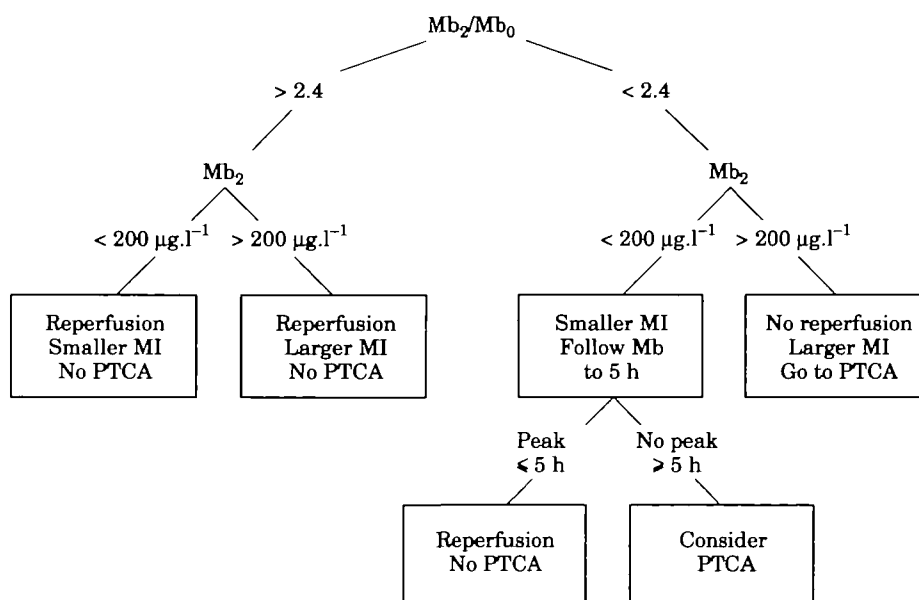 Mb₂/Mb₀
> 2.4
< 2.4
Mb₂
Mb₂
< 200 μg.l⁻¹
> 200 μg.l⁻¹
< 200 μg.l⁻¹
> 200 μg.l⁻¹
Reperfusion
Smaller MI
No PTCA
Reperfusion
Larger MI
No PTCA
Smaller MI
Follow Mb
to 5 h
No reperfusion
Larger MI
Go to PTCA
Peak
⩽ 5 h
No peak
⩾ 5 h
Reperfusion
No PTCA
Consider
PTCA